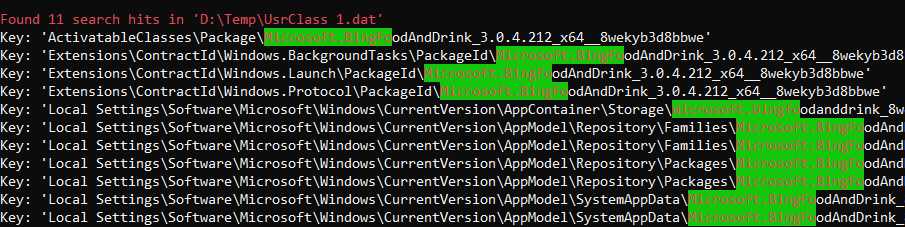 Found 11 search hits in 'D:\Temp\UsrClass 1.dat'
Key: 'ActivatableClasses\Package\Microsoft.BingFoodAndDrink_3.0.4.212_x64__8wekyb3d8bbwe'
Key: 'Extensions\ContractId\Windows.BackgroundTasks\PackageId\Microsoft.BingFoodAndDrink_3.0.4.212_x64__8wekyb3d8
Key: 'Extensions\ContractId\Windows.Launch\PackageId\Microsoft.BingFoodAndDrink_3.0.4.212_x64__8wekyb3d8bbwe'
Key: 'Extensions\ContractId\Windows.Protocol\PackageId\Microsoft.BingFoodAndDrink_3.0.4.212_x64__8wekyb3d8bbwe'
Key: 'Local Settings\Software\Microsoft\Windows\CurrentVersion\AppContainer\Storage\microsoft.bingfoodanddrink_8w
Key: 'Local Settings\Software\Microsoft\Windows\CurrentVersion\AppModel\Repository\Families\Microsoft.BingFoodAnd
Key: 'Local Settings\Software\Microsoft\Windows\CurrentVersion\AppModel\Repository\Families\Microsoft.BingFoodAnd
Key: 'Local Settings\Software\Microsoft\Windows\CurrentVersion\AppModel\Repository\Packages\Microsoft.BingFoodAnd
Key: 'Local Settings\Software\Microsoft\Windows\CurrentVersion\AppModel\Repository\Packages\Microsoft.BingFoodAnd
Key: 'Local Settings\Software\Microsoft\Windows\CurrentVersion\AppModel\SystemAppData\Microsoft.BingFoodAndDrink_
Key: 'Local Settings\Software\Microsoft\Windows\CurrentVersion\AppModel\SystemAppData\Microsoft.BingFoodAndDrink_